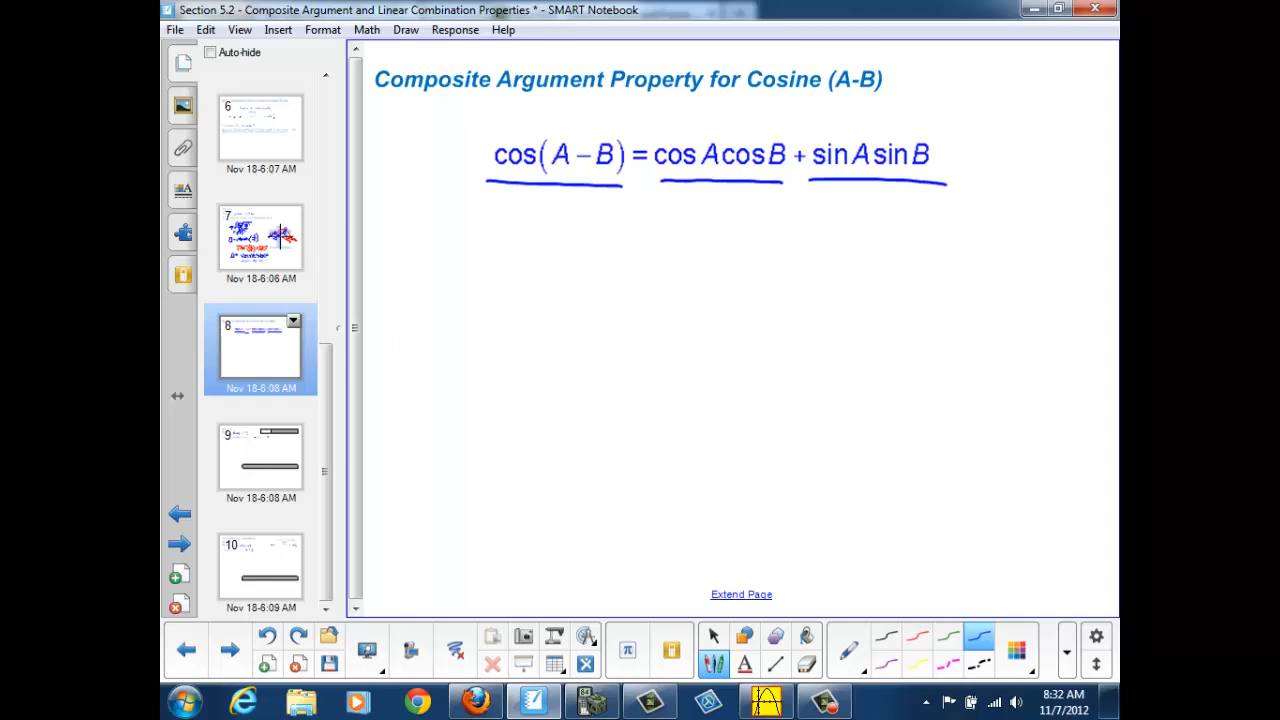 Section 5.2 - Composite Argument and Linear Combination Properties * - SMART Notebook
File Edit View Insert Format Math Draw Response Help
Auto-hide
6
Nov 18-6:07 AM
7
Nov 18-6:06 AM
8
Nov 18-6:08 AM
9
Nov 18-6:08 AM
10
Nov 18-6:09 AM
Composite Argument Property for Cosine (A-B)
cos(A – B) = cos A cos B + sin A sin B
Extend Page
8:32 AM
11/7/2012